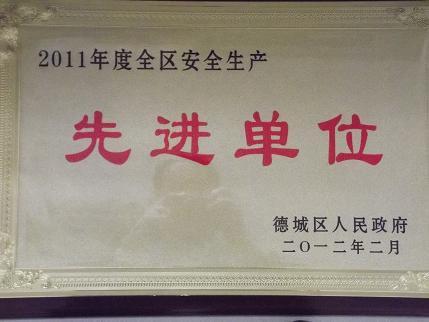 2011年度全区安全生产
先进单位
德城区人民政府
二〇一二年二月